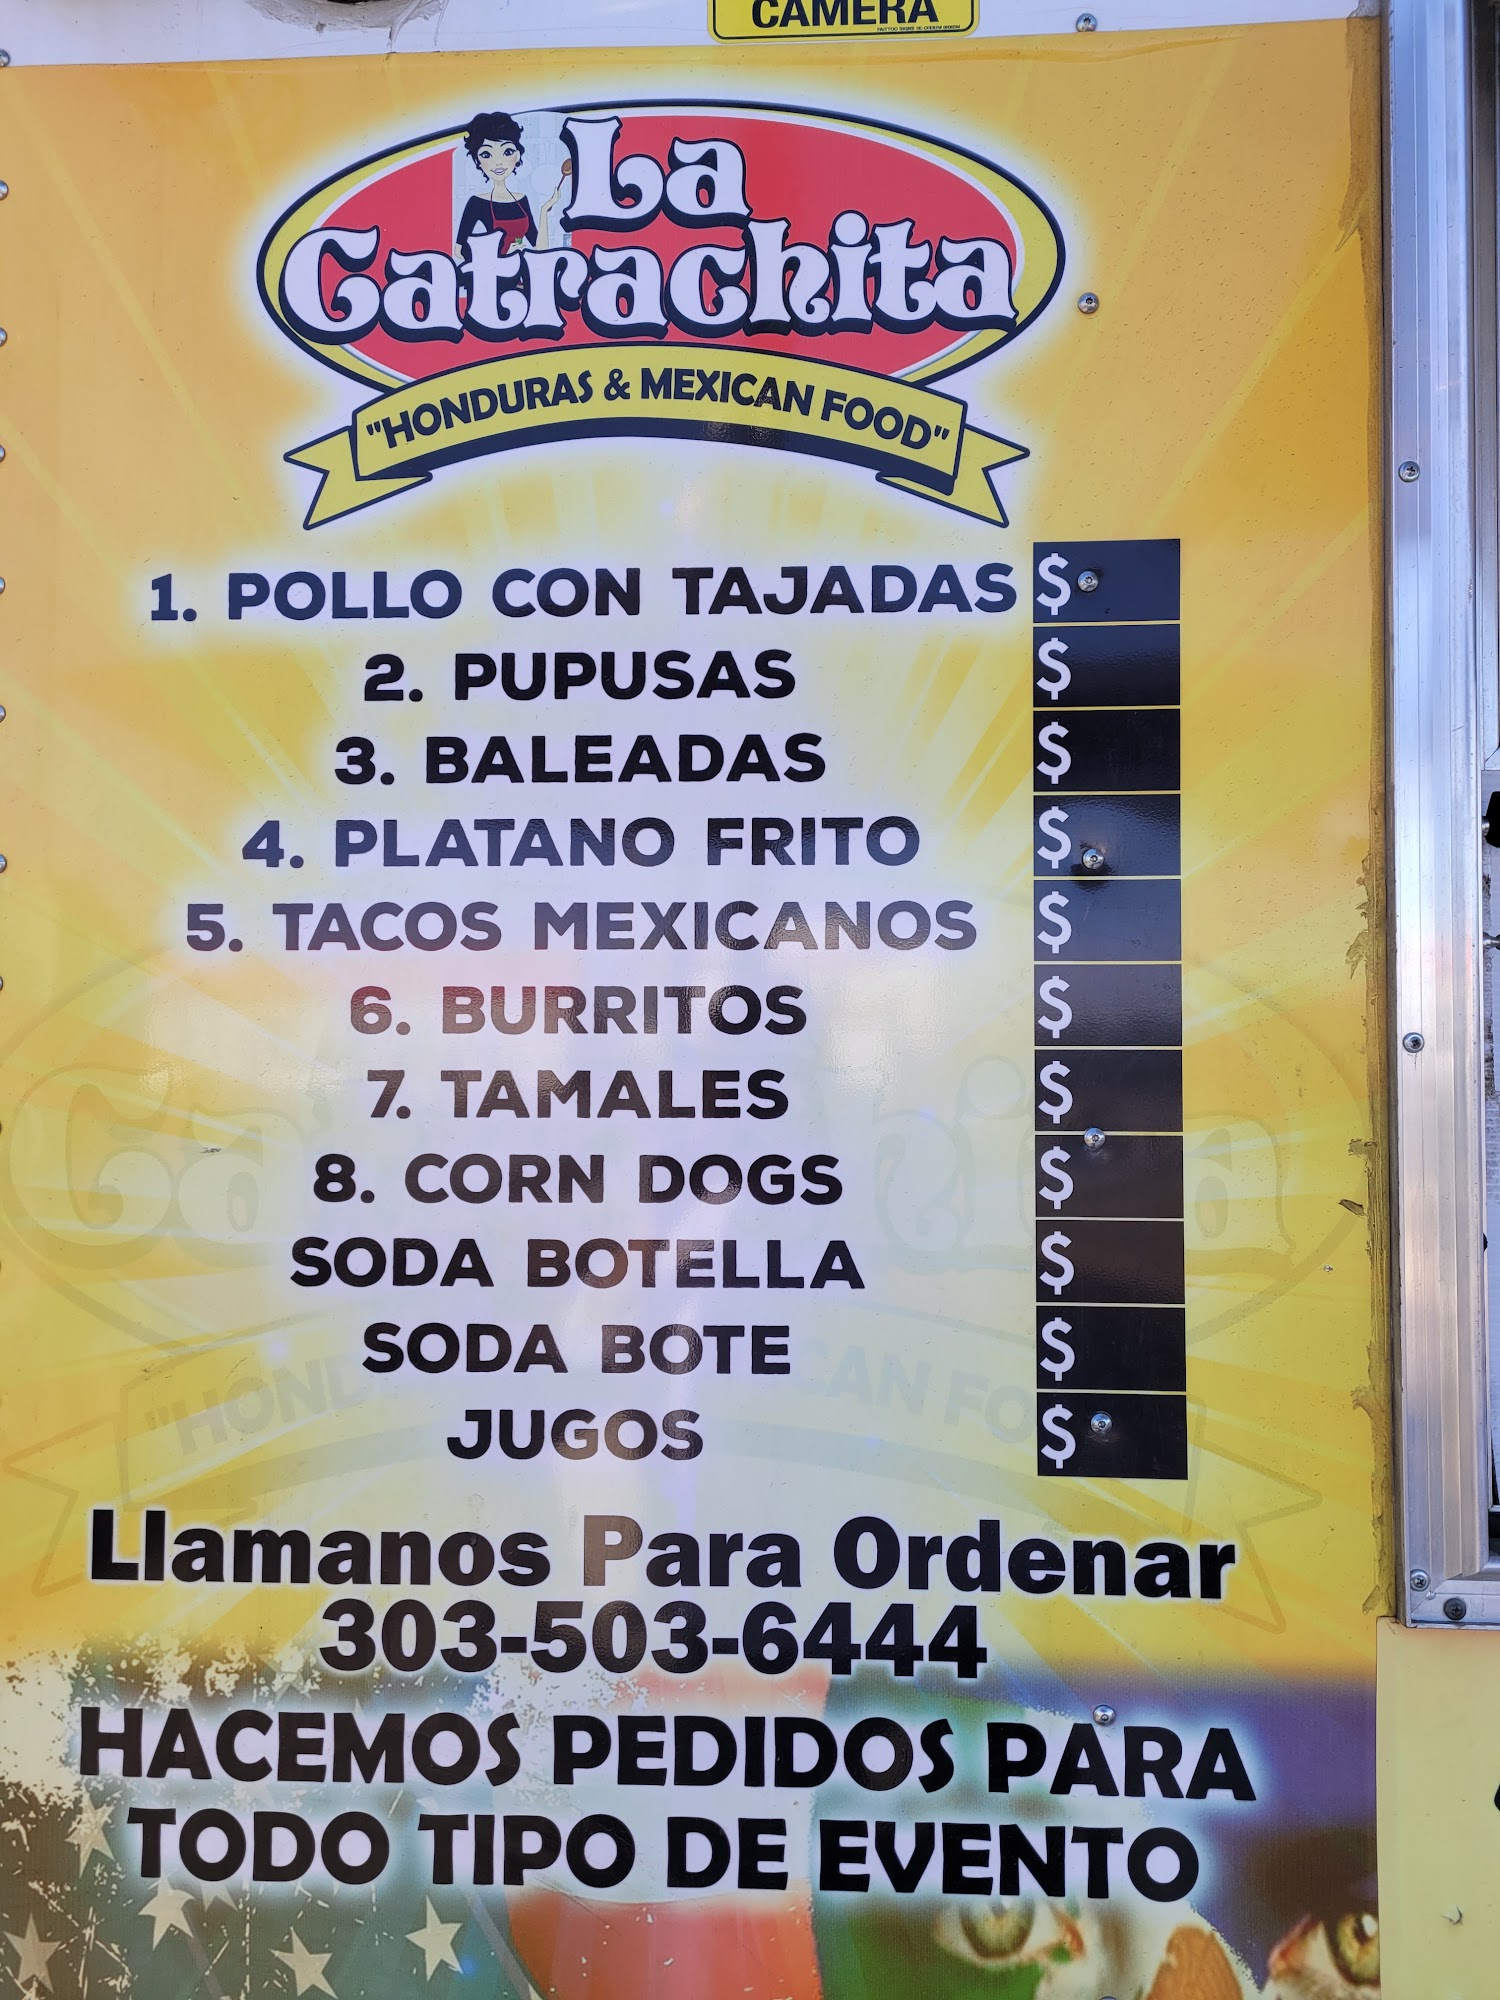 CAMERA
La
Catrachita
"HONDURAS & MEXICAN FOOD"
1. POLLO CON TAJADAS $
2. PUPUSAS $
3. BALEADAS $
4. PLATANO FRITO $
5. TACOS MEXICANOS $
6. BURRITOS $
7. TAMALES $
8. CORN DOGS $
SODA BOTELLA $
SODA BOTE $
JUGOS $
Llamanos Para Ordenar
303-503-6444
HACEMOS PEDIDOS PARA
TODO TIPO DE EVENTO